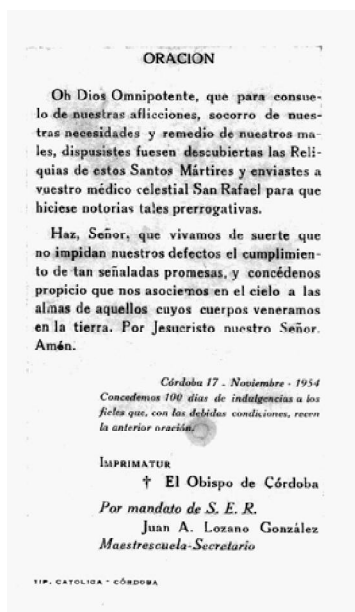 ORACION
Oh Dios Omnipotente, que para consue-
lo de nuestras aflicciones, socorro de nues-
tras necesidades y remedio de nuestros ma-
les, dispusistes fuesen descubiertas las Reli-
quias de estos Santos Mártires y enviastes a
vuestro médico celestial San Rafael para que
hiciese notorias tales prerrogativas.
Haz, Señor, que vivamos de suerte que
no impidan nuestros defectos el cumplimien-
to de tan señaladas promesas, y concédenos
propicio que nos asociemos en el cielo a las
almas de aquellos cuyos cuerpos veneramos
en la tierra. Por Jesucristo nuestro Señor.
Amén.
Córdoba 17 . Noviembre - 1954
Concedemos 100 días de indulgencias a los
fieles que, con las debidas condiciones, recen
la anterior oración.
IMPRIMATUR
† El Obispo de Córdoba
Por mandato de S. E. R.
Juan A. Lozano González
Maestrescuela-Secretario
TIP. CATOLICA - CÓRDOBA